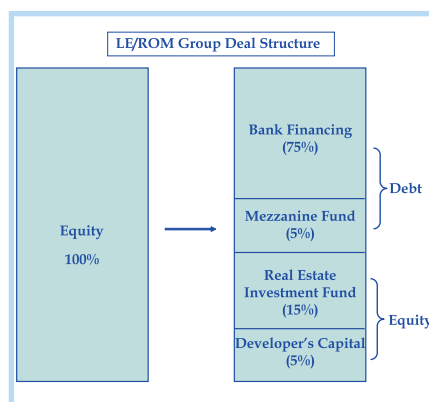 LE/ROM Group Deal Structure
Equity
100%
Bank Financing
(75%)
Mezzanine Fund
(5%)
Real Estate
Investment Fund
(15%)
Developer's Capital
(5%)
Debt
Equity